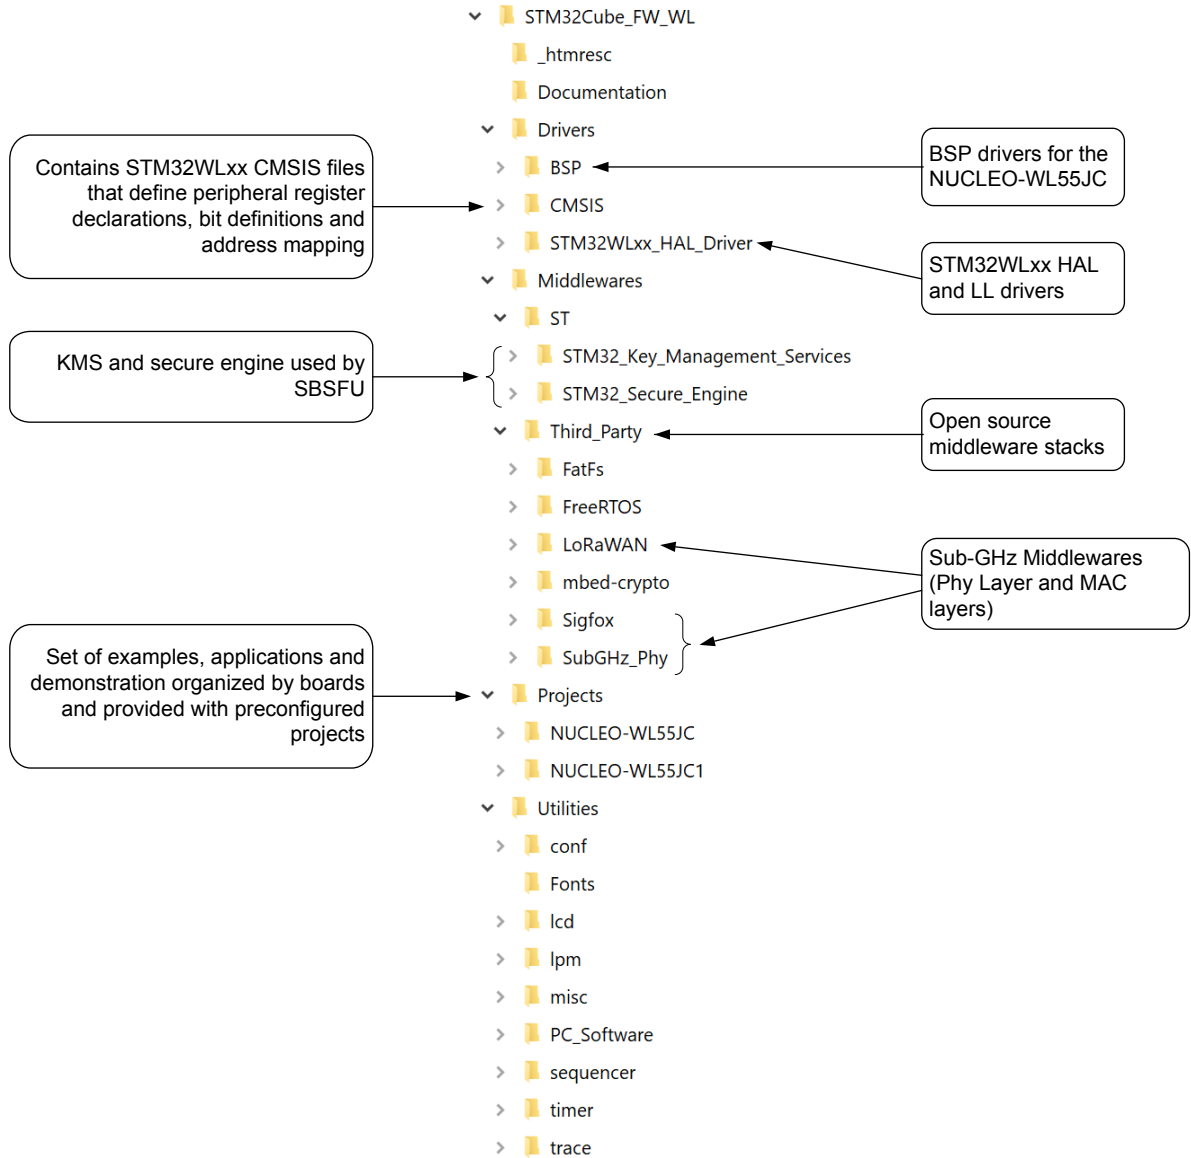 STM32Cube_FW_WL
_htmresc
Documentation
Drivers
BSP
CMSIS
STM32WLxx_HAL_Driver
Middlewares
ST
STM32_Key_Management_Services
STM32_Secure_Engine
Third_Party
FatFs
FreeRTOS
LoRaWAN
mbed-crypto
Sigfox
SubGHz_Phy
Projects
NUCLEO-WL55JC
NUCLEO-WL55JC1
Utilities
conf
Fonts
lcd
lpm
misc
PC_Software
sequencer
timer
trace
Contains STM32WLxx CMSIS files
that define peripheral register
declarations, bit definitions and
address mapping
KMS and secure engine used by
SBSFU
Set of examples, applications and
demonstration organized by boards
and provided with preconfigured
projects
BSP drivers for the
NUCLEO-WL55JC
STM32WLxx HAL
and LL drivers
Open source
middleware stacks
Sub-GHz Middlewares
(Phy Layer and MAC
layers)